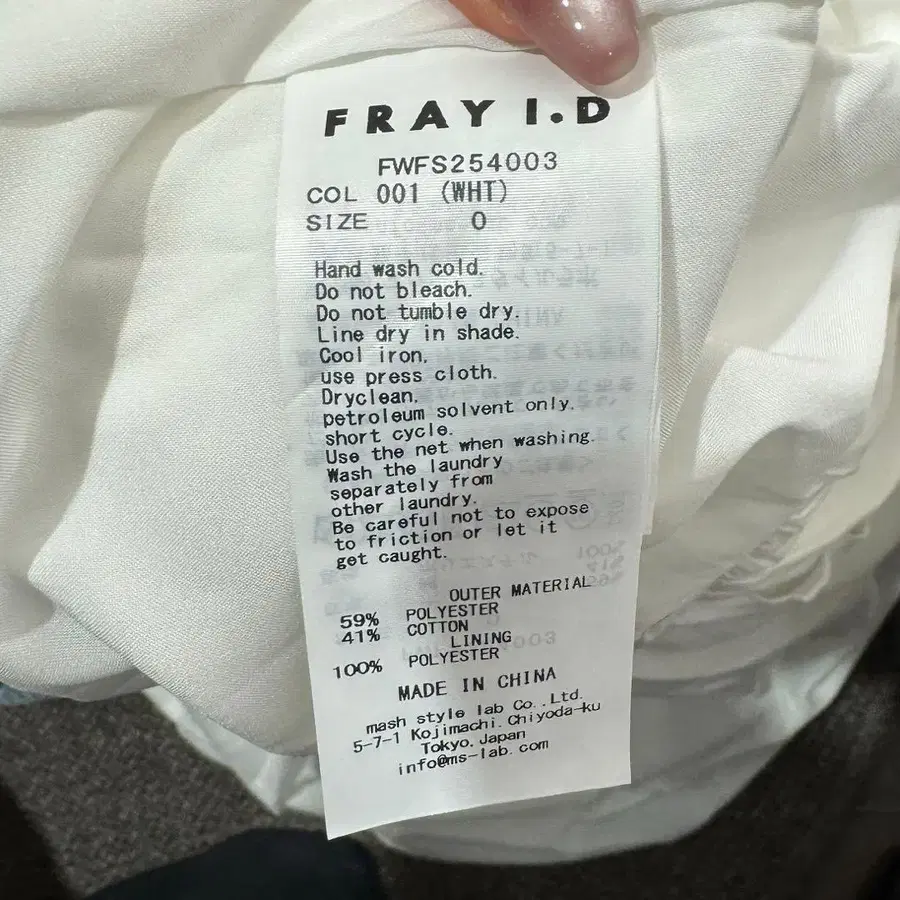 FRAY I.D
FWFS254003
COL 001 (WHT)
SIZE 0
Hand wash cold.
Do not bleach.
Do not tumble dry.
Line dry in shade.
Cool iron.
use press cloth.
Dryclean.
petroleum solvent only.
short cycle.
Use the net when washing.
Wash the laundry
separately from
other laundry.
Be careful not to expose
to friction or let it
get caught.
OUTER MATERIAL
59% POLYESTER
41% COTTON
LINING
100% POLYESTER
MADE IN CHINA
mash style lab Co.,Ltd.
5-7-1 Kojimachi.Chiyoda-ku
Tokyo.Japan
info@ms-lab.com